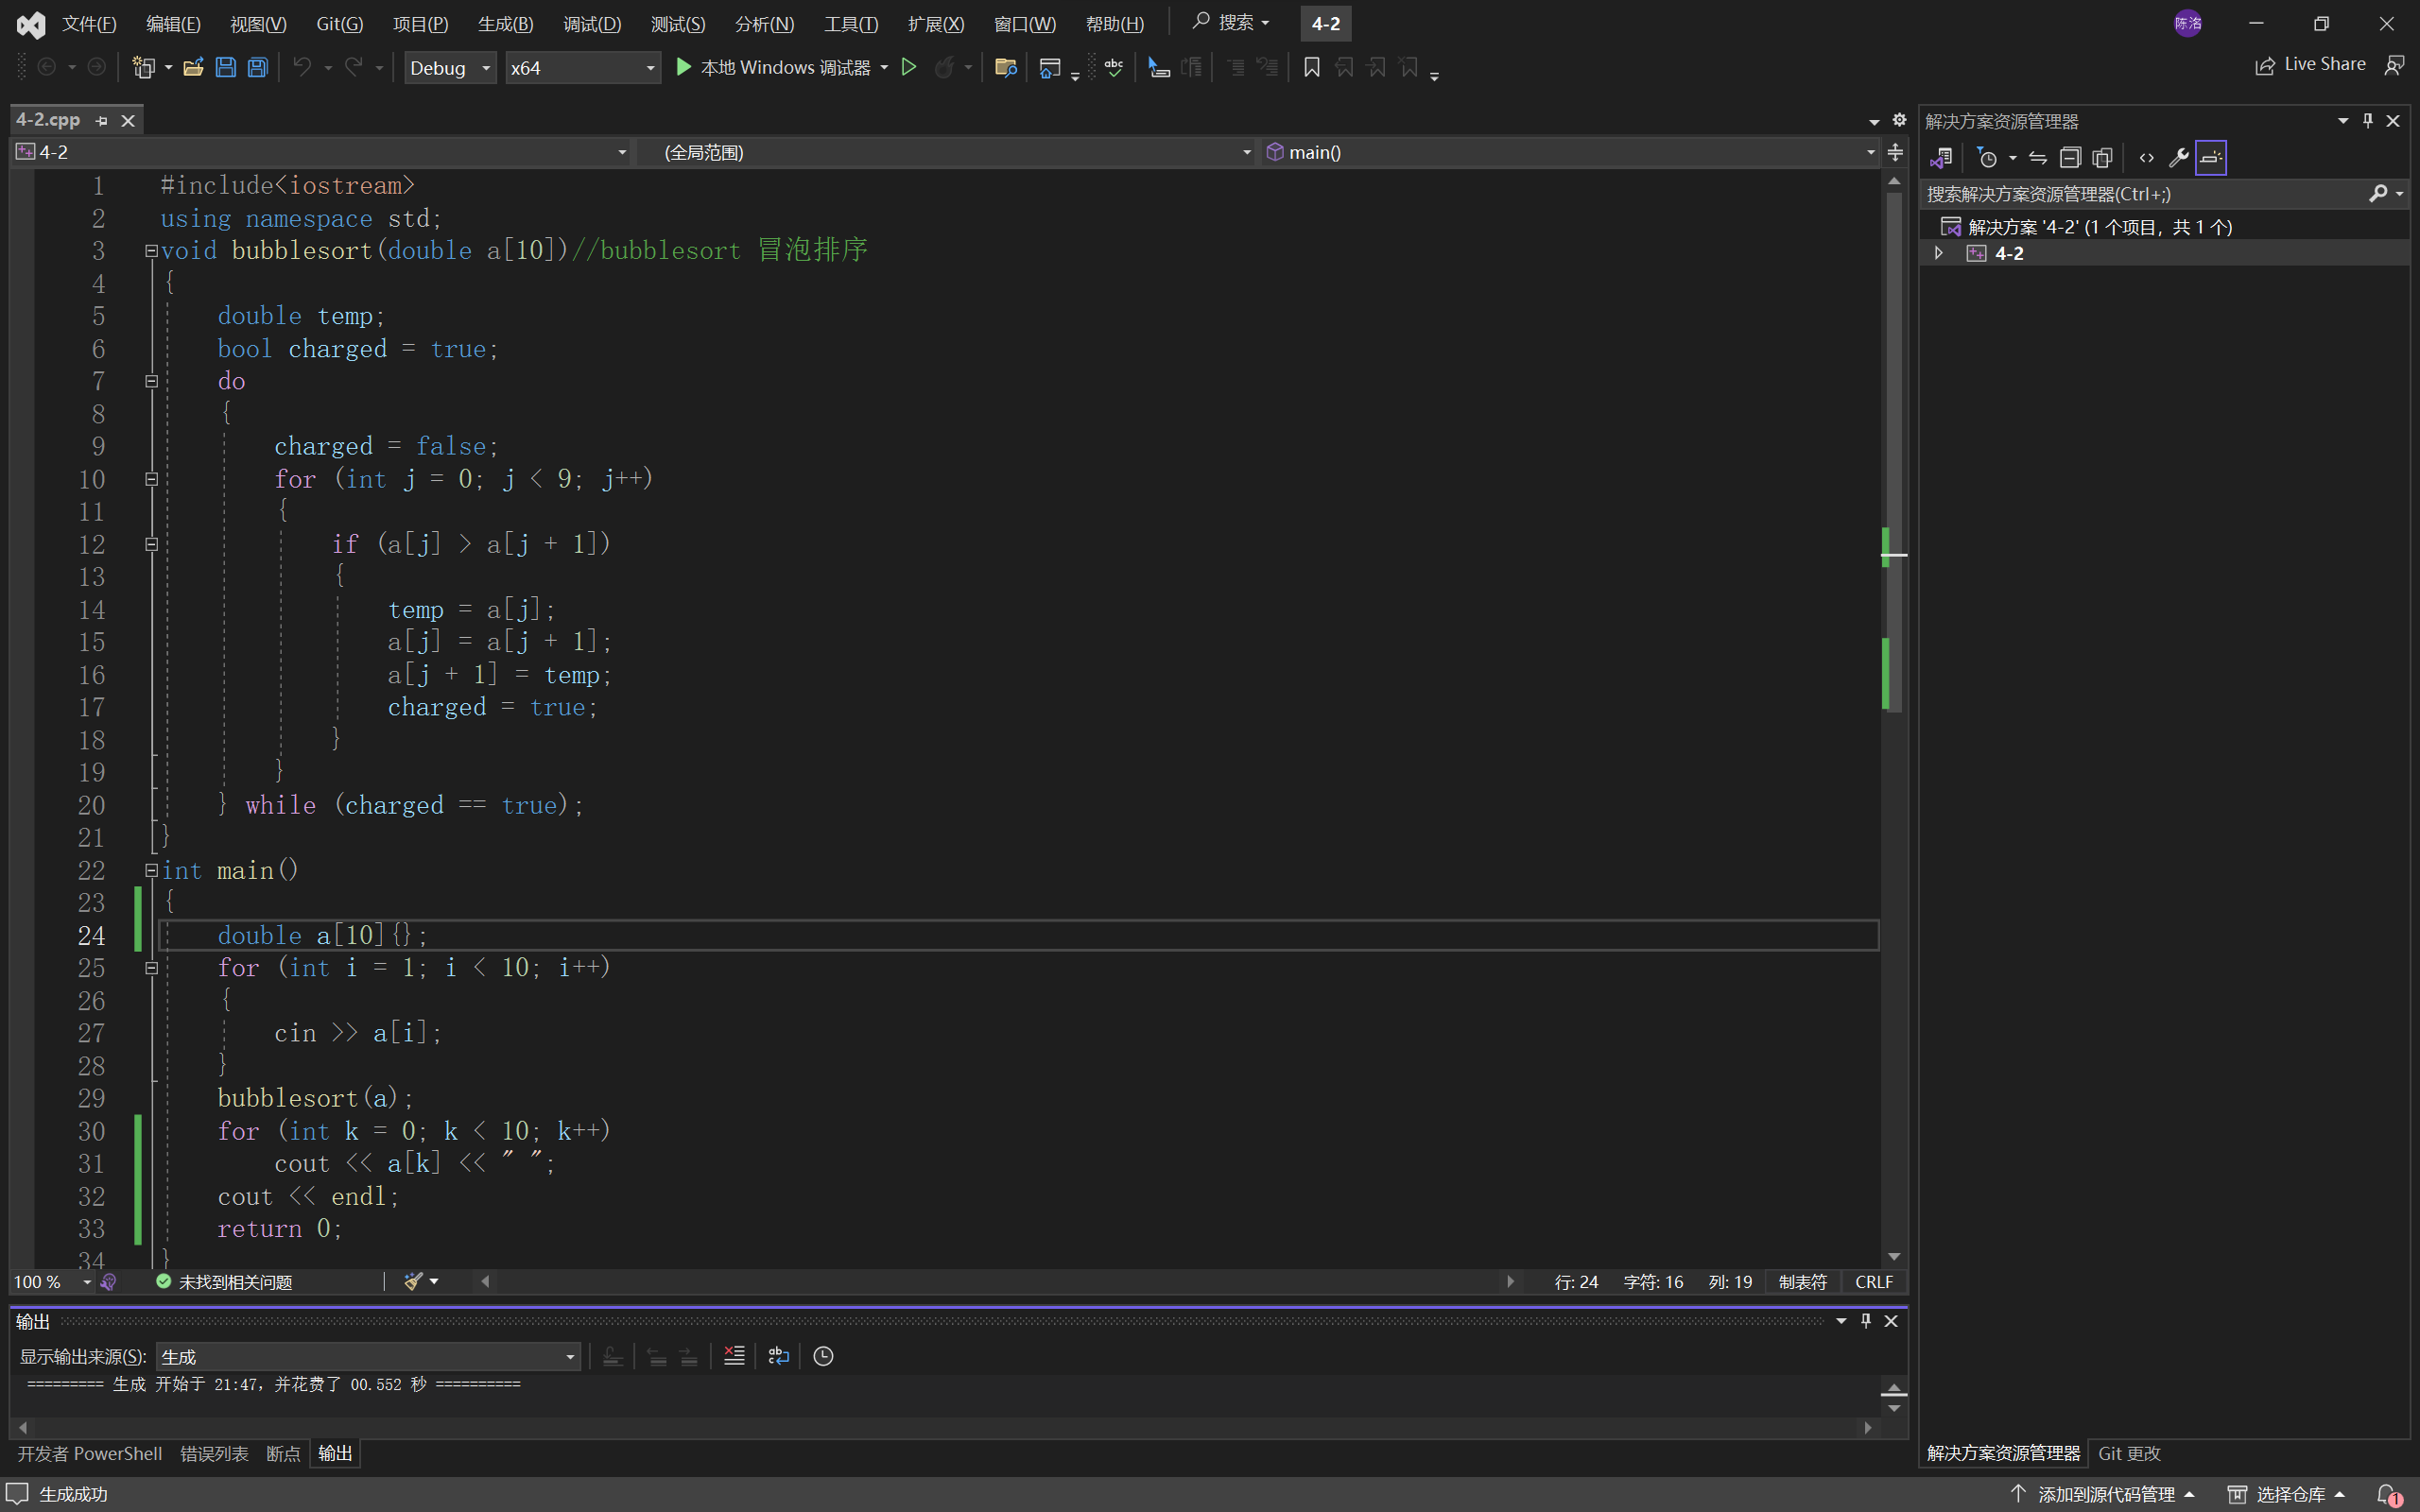 文件(F) 编辑(E) 视图(V) Git(G) 项目(P) 生成(B) 调试(D) 测试(S) 分析(N) 工具(T) 扩展(X) 窗口(W) 帮助(H) 搜索 4-2 陈洛
Debug x64 本地 Windows 调试器 abc Live Share
4-2.cpp
4-2 (全局范围) main()
1 #include<iostream>
2 using namespace std;
3 void bubblesort(double a[10])//bubblesort 冒泡排序
4 {
5 double temp;
6 bool charged = true;
7 do
8 {
9 charged = false;
10 for (int j = 0; j < 9; j++)
11 {
12 if (a[j] > a[j + 1])
13 {
14 temp = a[j];
15 a[j] = a[j + 1];
16 a[j + 1] = temp;
17 charged = true;
18 }
19 }
20 } while (charged == true);
21 }
22 int main()
23 {
24 double a[10]{};
25 for (int i = 1; i < 10; i++)
26 {
27 cin >> a[i];
28 }
29 bubblesort(a);
30 for (int k = 0; k < 10; k++)
31 cout << a[k] << " ";
32 cout << endl;
33 return 0;
34 }
100 % 未找到相关问题 行: 24 字符: 16 列: 19 制表符 CRLF
输出
显示输出来源(S): 生成
========= 生成 开始于 21:47，并花费了 00.552 秒 ==========
开发者 PowerShell 错误列表 断点 输出
解决方案资源管理器
搜索解决方案资源管理器(Ctrl+;)
解决方案 '4-2' (1 个项目，共 1 个)
4-2
解决方案资源管理器 Git 更改
生成成功 添加到源代码管理 选择仓库 1